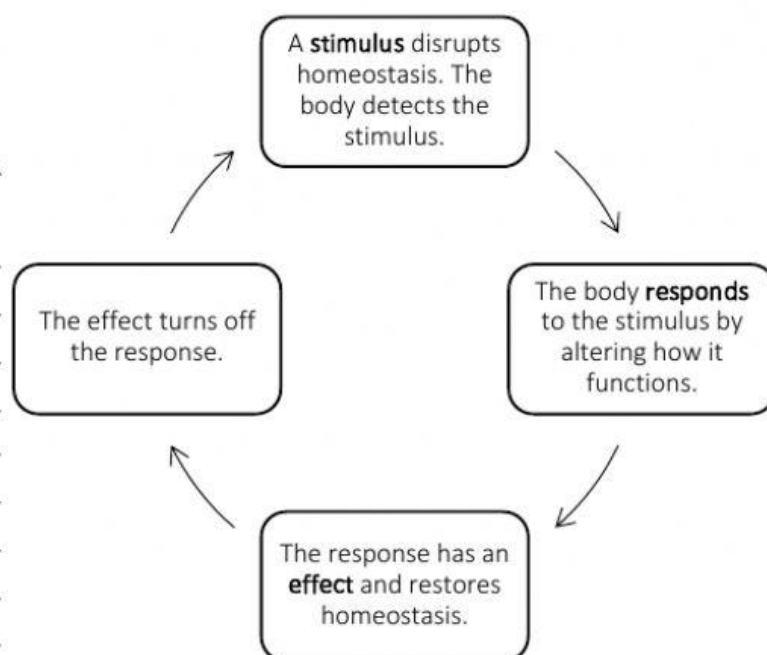 A stimulus disrupts
homeostasis. The
body detects the
stimulus.
The body responds
to the stimulus by
altering how it
functions.
The response has an
effect and restores
homeostasis.
The effect turns off
the response.